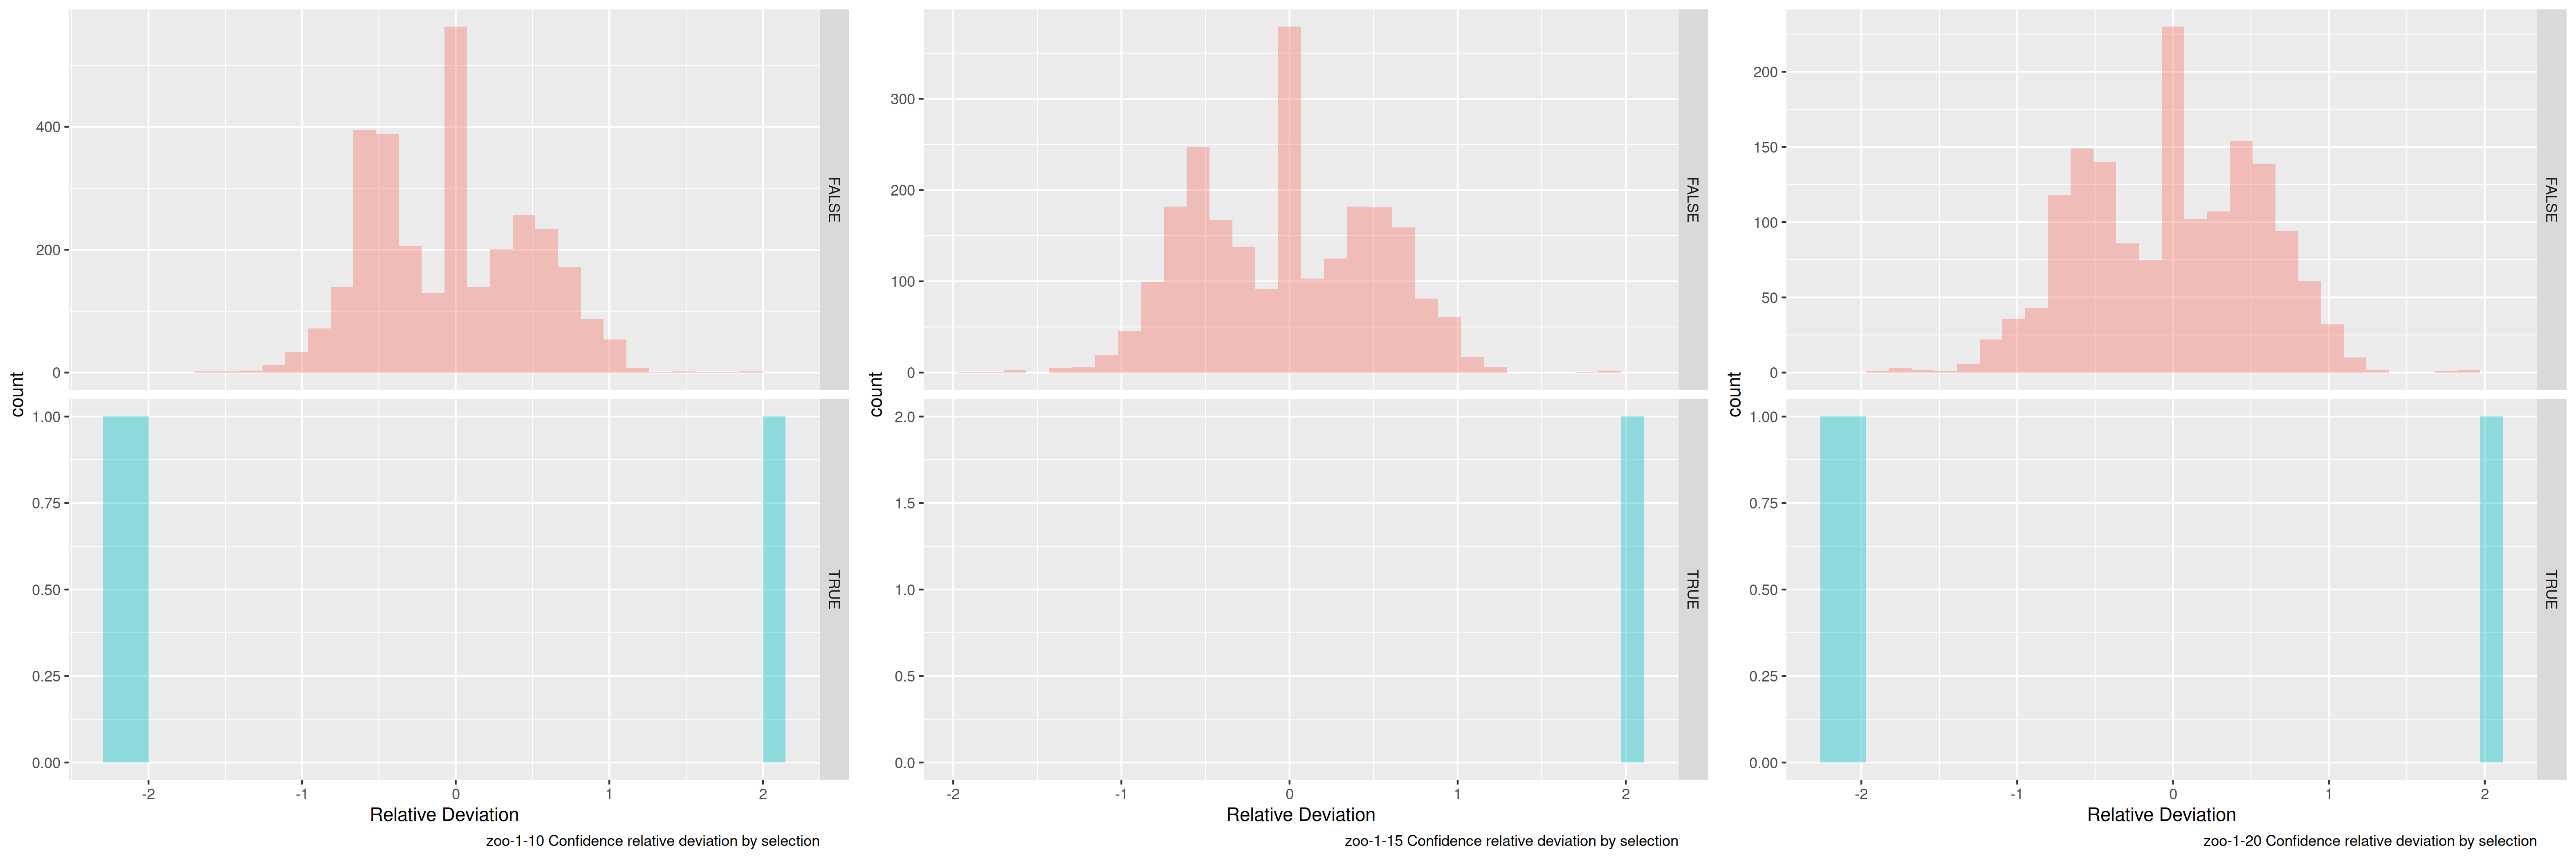 count
400
200
0
FALSE
1.00
0.75
0.50
0.25
0.00
TRUE
-2 -1 0 1 2
Relative Deviation
zoo-1-10 Confidence relative deviation by selection
count
300
200
100
0
FALSE
2.0
1.5
1.0
0.5
0.0
TRUE
-2 -1 0 1 2
Relative Deviation
zoo-1-15 Confidence relative deviation by selection
count
200
150
100
50
0
FALSE
1.00
0.75
0.50
0.25
0.00
TRUE
-2 -1 0 1 2
Relative Deviation
zoo-1-20 Confidence relative deviation by selection